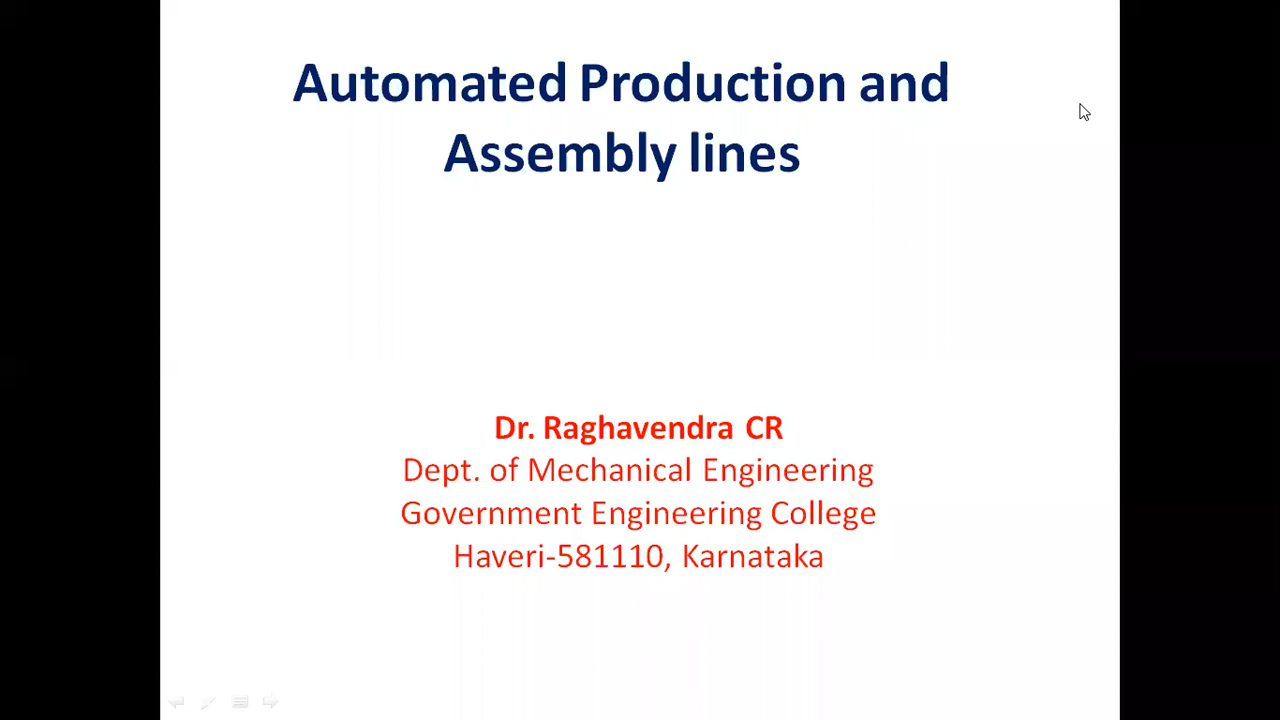 Automated Production and
Assembly lines
Dr. Raghavendra CR
Dept. of Mechanical Engineering
Government Engineering College
Haveri-581110, Karnataka